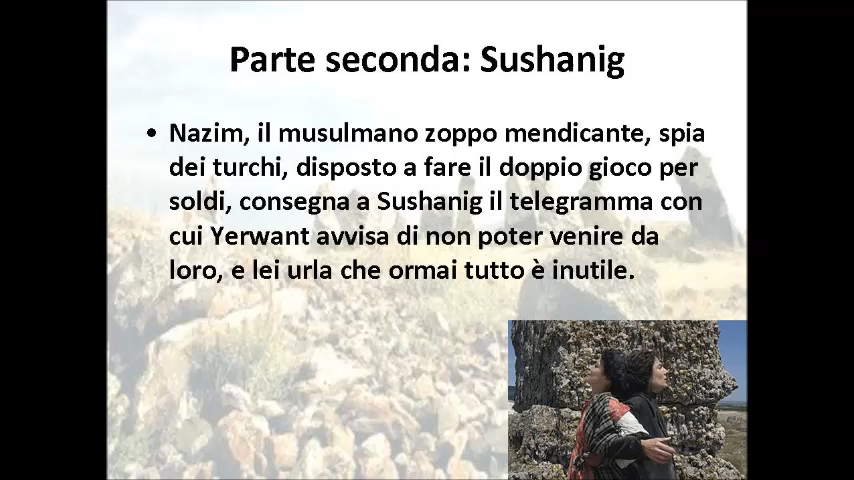 Parte seconda: Sushanig
• Nazim, il musulmano zoppo mendicante, spia
dei turchi, disposto a fare il doppio gioco per
soldi, consegna a Sushanig il telegramma con
cui Yerwant avvisa di non poter venire da
loro, e lei urla che ormai tutto è inutile.